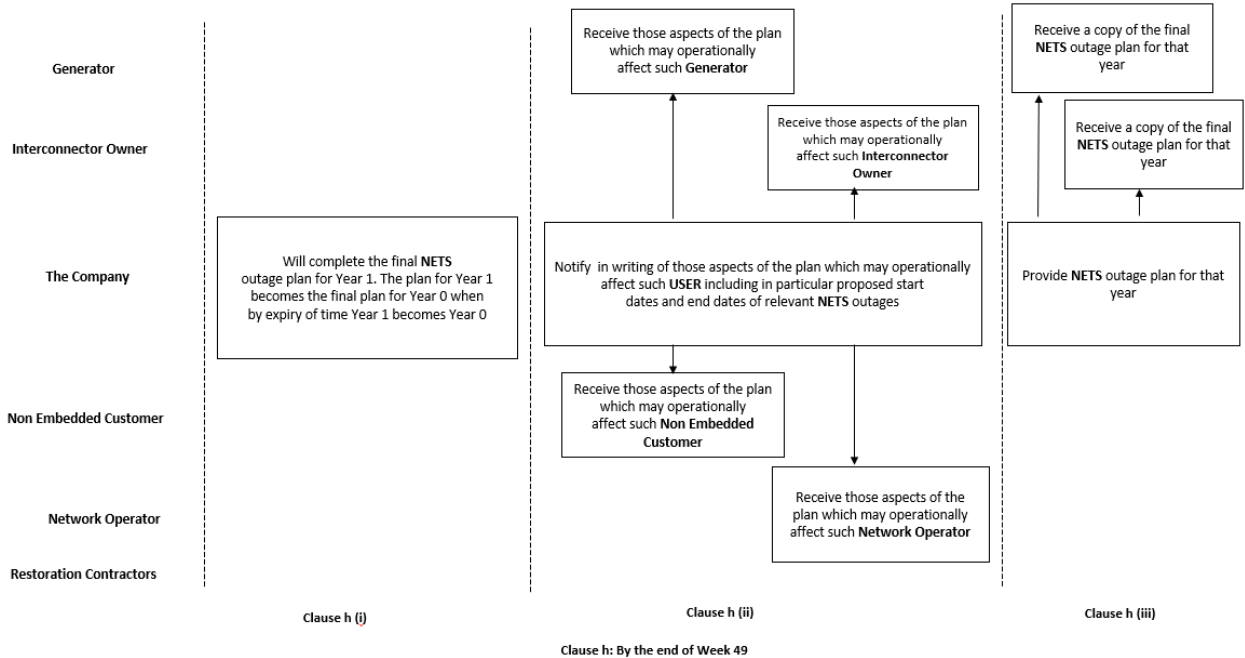 Generator
Interconnector Owner
The Company
Non Embedded Customer
Network Operator
Restoration Contractors
Will complete the final NETS
outage plan for Year 1. The plan for Year 1
becomes the final plan for Year 0 when
by expiry of time Year 1 becomes Year 0
Clause h (i)
Receive those aspects of the plan
which may operationally
affect such Generator
Receive those aspects of the plan
which may operationally
affect such Interconnector
Owner
Notify in writing of those aspects of the plan which may operationally
affect such USER including in particular proposed start
dates and end dates of relevant NETS outages
Receive those aspects of the plan
which may operationally
affect such Non Embedded
Customer
Receive those aspects of the
plan which may operationally
affect such Network Operator
Clause h (ii)
Receive a copy of the final
NETS outage plan for that
year
Receive a copy of the final
NETS outage plan for that
year
Provide NETS outage plan for that
year
Clause h (iii)
Clause h: By the end of Week 49